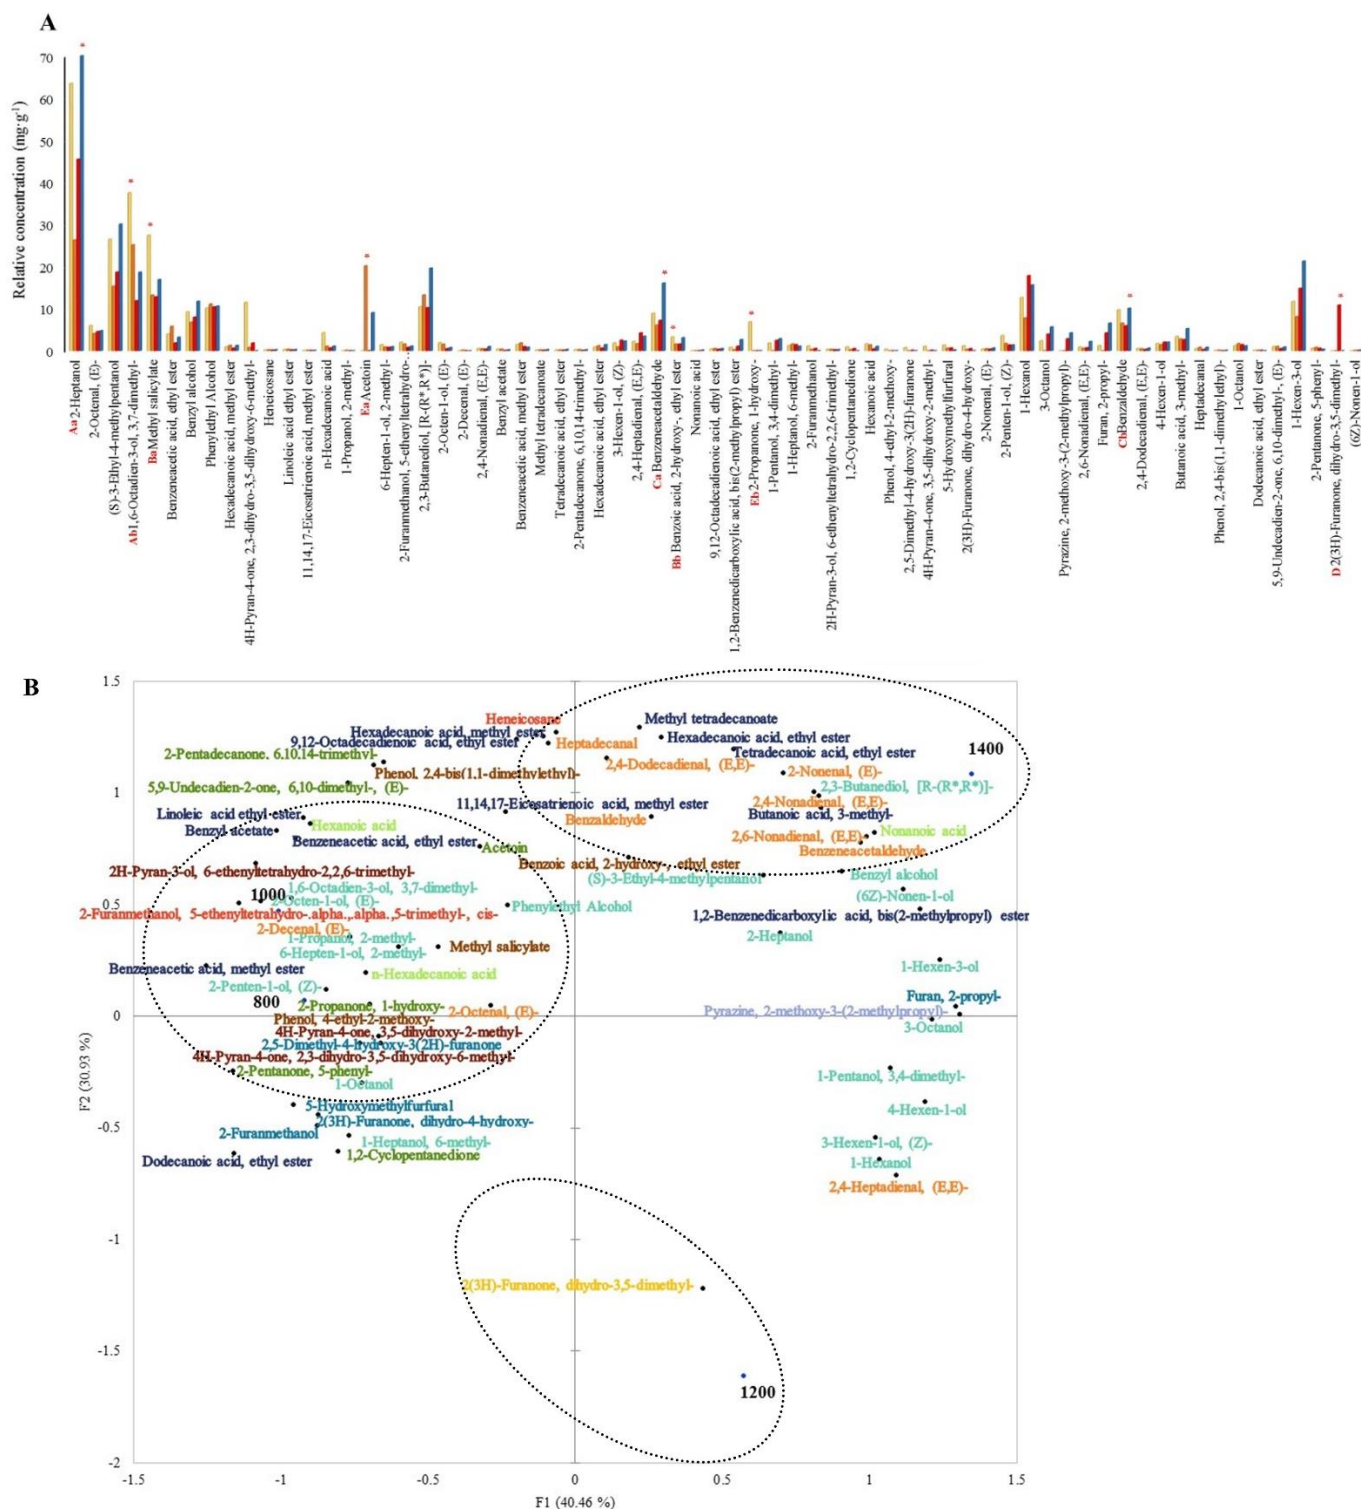 A
Relative concentration (mg·g⁻¹)
70
60
50
40
30
20
10
0
*
*
*
*
*
*
*
*
*
Aa 2-Heptanol
2-Octenal, (E)-
(S)-3-Ethyl-4-methylpentanol
Ab1,6-Octadien-3-ol, 3,7-dimethyl-
BaMethyl salicylate
Benzeneacetic acid, ethyl ester
Benzyl alcohol
Phenylethyl Alcohol
Hexadecanoic acid, methyl ester
4H-Pyran-4-one, 2,3-dihydro-3,5-dihydroxy-6-methyl-
Heneicosane
Linoleic acid ethyl ester
11,14,17-Eicosatrienoic acid, methyl ester
n-Hexadecanoic acid
1-Propanol, 2-methyl-
Ea Acetoin
6-Hepten-1-ol, 2-methyl-
2-Furanmethanol, 5-ethenyltetrahydro-…
2,3-Butanediol, [R-(R*,R*)]-
2-Octen-1-ol, (E)-
2-Decenal, (E)-
2,4-Nonadienal, (E,E)-
Benzyl acetate
Benzeneacetic acid, methyl ester
Methyl tetradecanoate
Tetradecanoic acid, ethyl ester
2-Pentadecanone, 6,10,14-trimethyl-
Hexadecanoic acid, ethyl ester
3-Hexen-1-ol, (Z)-
2,4-Heptadienal, (E,E)-
Ca Benzeneacetaldehyde
Bb Benzoic acid, 2-hydroxy-, ethyl ester
Nonanoic acid
9,12-Octadecadienoic acid, ethyl ester
1,2-Benzenedicarboxylic acid, bis(2-methylpropyl) ester
Eb2-Propanone, 1-hydroxy-
1-Pentanol, 3,4-dimethyl-
1-Heptanol, 6-methyl-
2-Furanmethanol
2H-Pyran-3-ol, 6-ethenyltetrahydro-2,2,6-trimethyl-
1,2-Cyclopentanedione
Hexanoic acid
Phenol, 4-ethyl-2-methoxy-
2,5-Dimethyl-4-hydroxy-3(2H)-furanone
4H-Pyran-4-one, 3,5-dihydroxy-2-methyl-
5-Hydroxymethylfurfural
2(3H)-Furanone, dihydro-4-hydroxy-
2-Nonenal, (E)-
2-Penten-1-ol, (Z)-
1-Hexanol
3-Octanol
Pyrazine, 2-methoxy-3-(2-methylpropyl)-
2,6-Nonadienal, (E,E)-
Furan, 2-propyl-
CbBenzaldehyde
2,4-Dodecadienal, (E,E)-
4-Hexen-1-ol
Butanoic acid, 3-methyl-
Heptadecanal
Phenol, 2,4-bis(1,1-dimethylethyl)-
1-Octanol
Dodecanoic acid, ethyl ester
5,9-Undecadien-2-one, 6,10-dimethyl-, (E)-
1-Hexen-3-ol
2-Pentanone, 5-phenyl-
D 2(3H)-Furanone, dihydro-3,5-dimethyl-
(6Z)-Nonen-1-ol
B
1.5
Heneicosane
Methyl tetradecanoate
Hexadecanoic acid, methyl ester
9,12-Octadecadienoic acid, ethyl ester
Heptadecanal
Hexadecanoic acid, ethyl ester
2-Pentadecanone, 6,10,14-trimethyl-
Tetradecanoic acid, ethyl ester
1400
2,4-Dodecadienal, (E,E)-
Phenol, 2,4-bis(1,1-dimethylethyl)-
2-Nonenal, (E)-
5,9-Undecadien-2-one, 6,10-dimethyl-, (E)-
2,3-Butanediol, [R-(R*,R*)]-
1
11,14,17-Eicosatrienoic acid, methyl ester
2,4-Nonadienal, (E,E)-
Linoleic acid ethyl ester
Benzaldehyde
Butanoic acid, 3-methyl-
Hexanoic acid
Benzyl acetate
Nonanoic acid
Benzeneacetic acid, ethyl ester
2,6-Nonadienal, (E,E)-
Acetoin
Benzeneacetaldehyde
Benzoic acid, 2-hydroxy-, ethyl ester
2H-Pyran-3-ol, 6-ethenyltetrahydro-2,2,6-trimethyl-
(S)-3-Ethyl-4-methylpentanol
Benzyl alcohol
1,6-Octadien-3-ol, 3,7-dimethyl-
1000
2-Octen-1-ol, (E)-
(6Z)-Nonen-1-ol
0.5
Phenylethyl Alcohol
2-Furanmethanol, 5-ethenyltetrahydro-.alpha.,.alpha.,5-trimethyl-, cis-
1,2-Benzenedicarboxylic acid, bis(2-methylpropyl) ester
2-Decenal, (E)-
1-Propanol, 2-methyl-
2-Heptanol
6-Hepten-1-ol, 2-methyl-
Methyl salicylate
Benzeneacetic acid, methyl ester
n-Hexadecanoic acid
1-Hexen-3-ol
2-Penten-1-ol, (Z)-
800
2-Propanone, 1-hydroxy-
2-Octenal, (E)-
Furan, 2-propyl-
Phenol, 4-ethyl-2-methoxy-
Pyrazine, 2-methoxy-3-(2-methylpropyl)-
0
4H-Pyran-4-one, 3,5-dihydroxy-2-methyl-
3-Octanol
2,5-Dimethyl-4-hydroxy-3(2H)-furanone
4H-Pyran-4-one, 2,3-dihydro-3,5-dihydroxy-6-methyl-
2-Pentanone, 5-phenyl-
1-Octanol
1-Pentanol, 3,4-dimethyl-
5-Hydroxymethylfurfural
4-Hexen-1-ol
2(3H)-Furanone, dihydro-4-hydroxy-
2-Furanmethanol
-0.5
1-Heptanol, 6-methyl-
3-Hexen-1-ol, (Z)-
1,2-Cyclopentanedione
Dodecanoic acid, ethyl ester
1-Hexanol
2,4-Heptadienal, (E,E)-
-1
2(3H)-Furanone, dihydro-3,5-dimethyl-
-1.5
1200
-2
F2 (30.93 %)
-1.5
-1
-0.5
0
0.5
1
1.5
F1 (40.46 %)